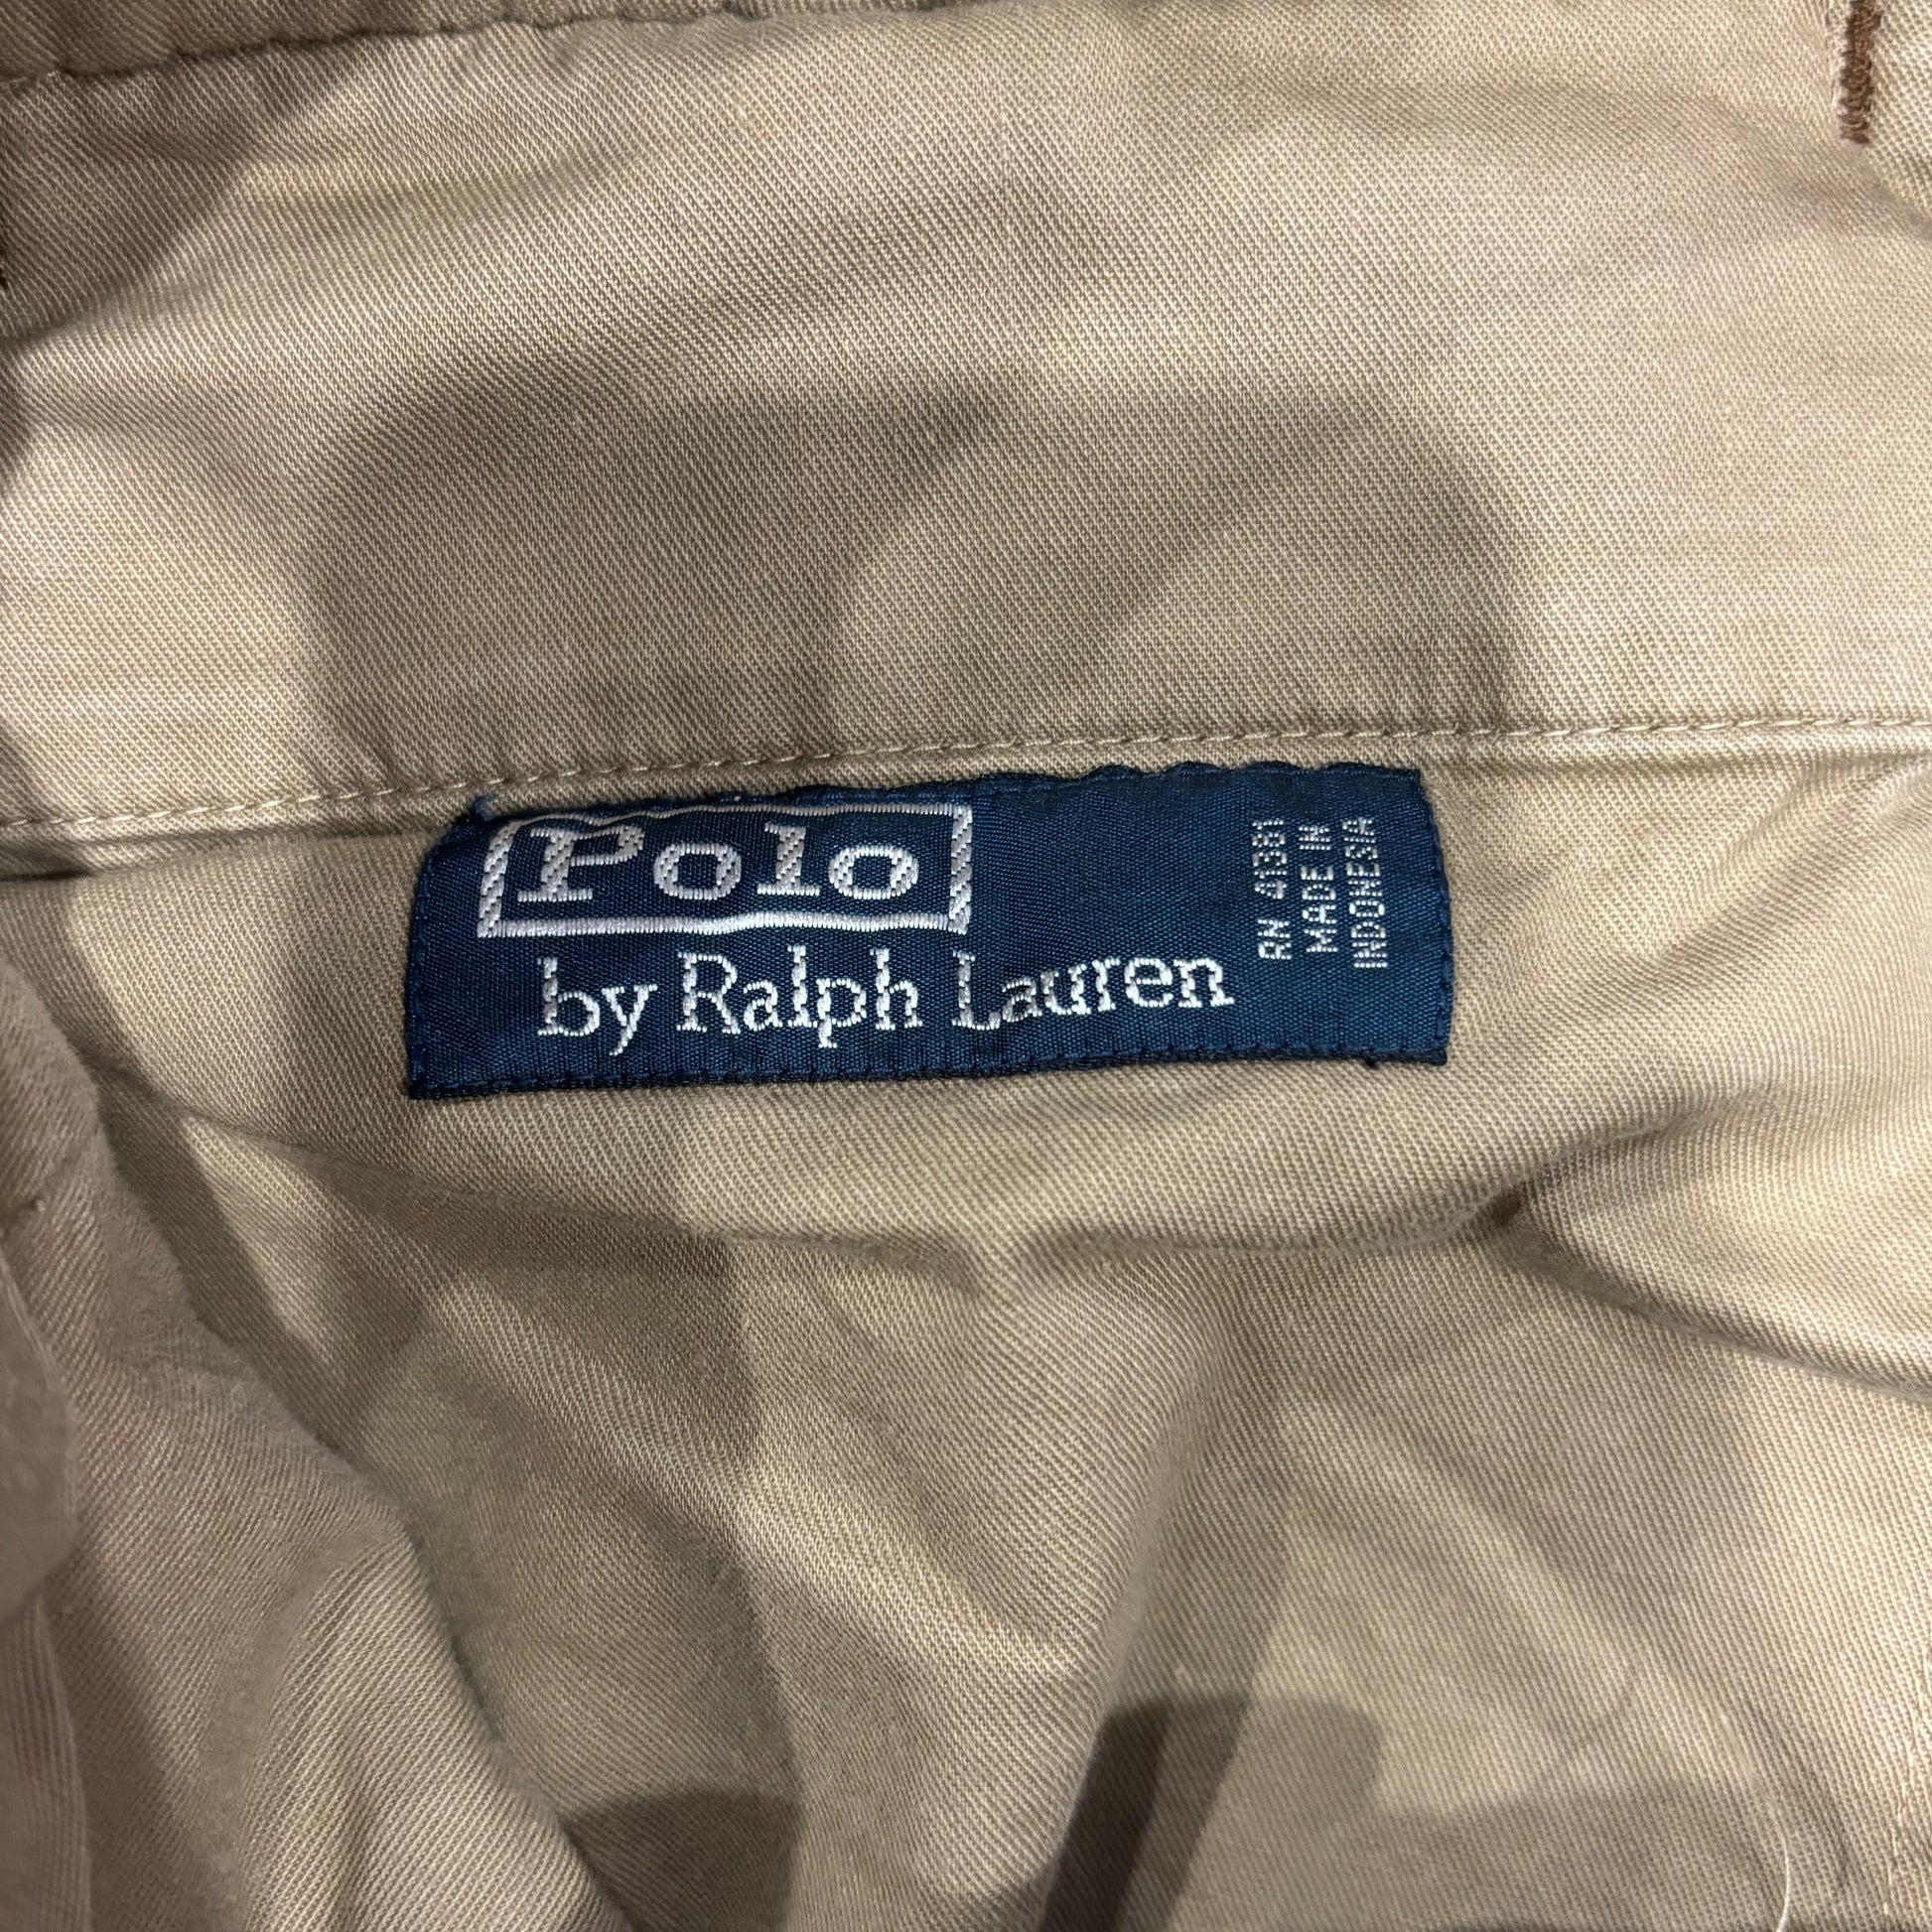 Polo
by Ralph Lauren
RN 41381
MADE IN
INDONESIA